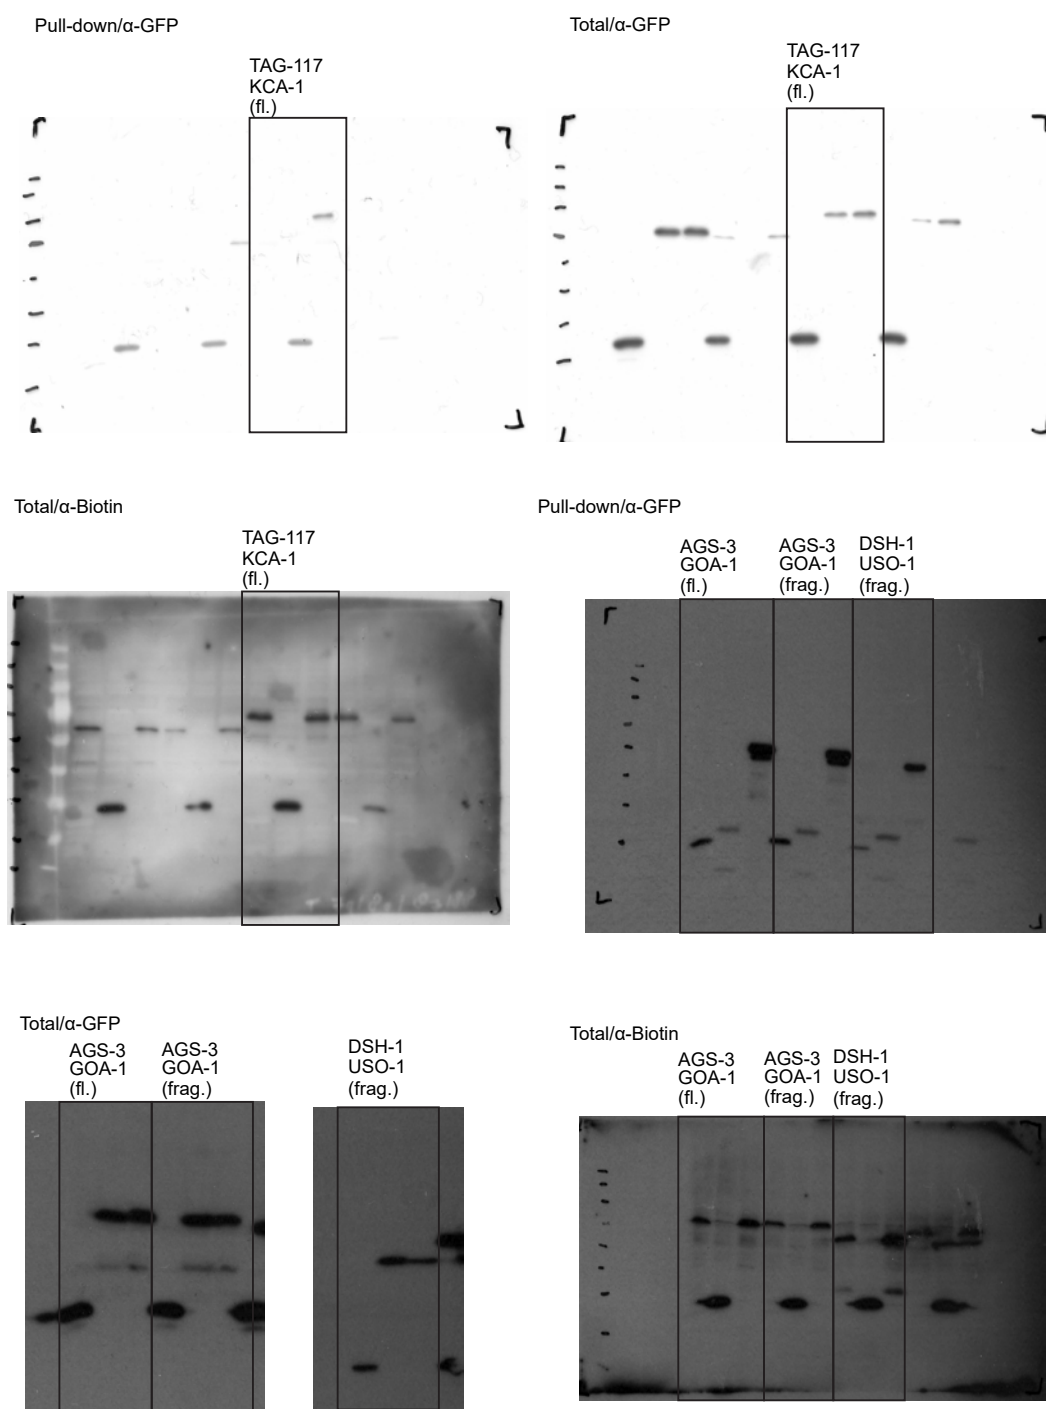 Pull-down/α-GFP
TAG-117
KCA-1
(fl.)
Total/α-GFP
TAG-117
KCA-1
(fl.)
Total/α-Biotin
TAG-117
KCA-1
(fl.)
Pull-down/α-GFP
AGS-3
GOA-1
(fl.)
AGS-3
GOA-1
(frag.)
DSH-1
USO-1
(frag.)
Total/α-GFP
AGS-3
GOA-1
(fl.)
AGS-3
GOA-1
(frag.)
DSH-1
USO-1
(frag.)
Total/α-Biotin
AGS-3
GOA-1
(fl.)
AGS-3
GOA-1
(frag.)
DSH-1
USO-1
(frag.)